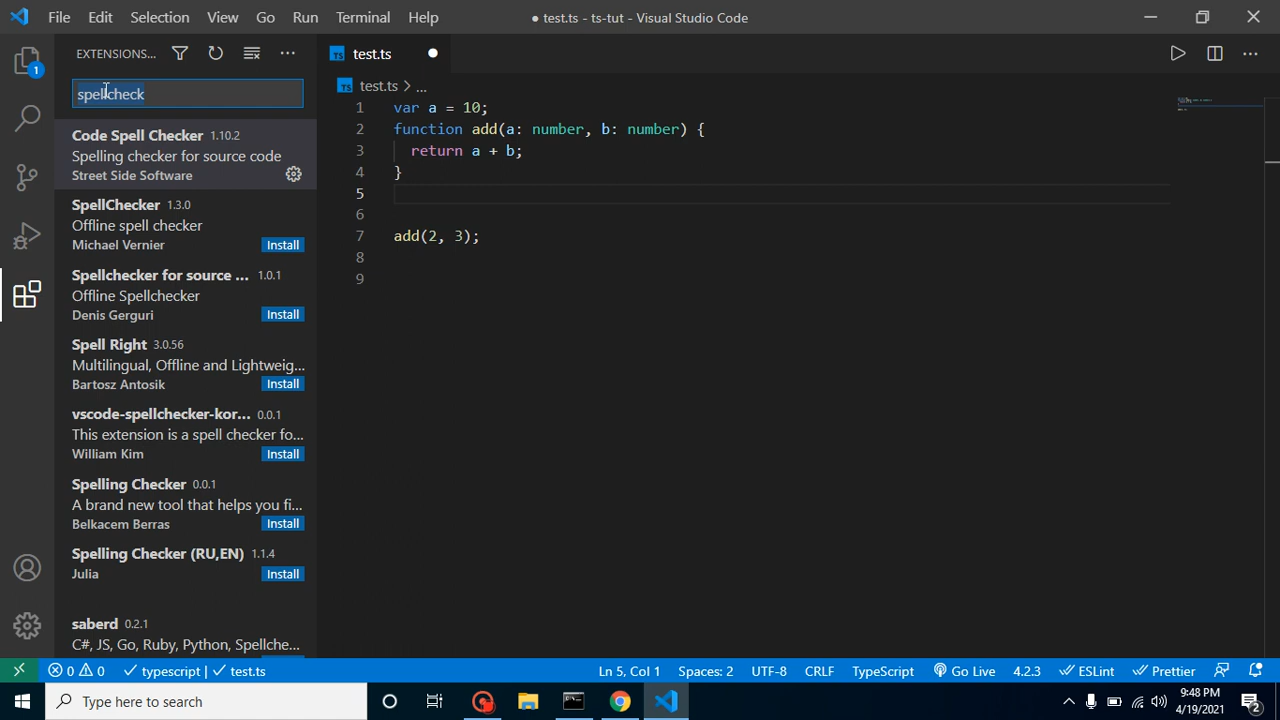 File Edit Selection View Go Run Terminal Help
● test.ts - ts-tut - Visual Studio Code
EXTENSIONS...
spellcheck
Code Spell Checker 1.10.2
Spelling checker for source code
Street Side Software
SpellChecker 1.3.0
Offline spell checker
Michael Vernier Install
Spellchecker for source ... 1.0.1
Offline Spellchecker
Denis Gerguri Install
Spell Right 3.0.56
Multilingual, Offline and Lightweig...
Bartosz Antosik Install
vscode-spellchecker-kor... 0.0.1
This extension is a spell checker fo...
William Kim Install
Spelling Checker 0.0.1
A brand new tool that helps you fi...
Belkacem Berras Install
Spelling Checker (RU,EN) 1.1.4
Julia Install
saberd 0.2.1
C#, JS, Go, Ruby, Python, Spellche...
1
TS test.ts
TS test.ts > ...
1 var a = 10;
2 function add(a: number, b: number) {
3 return a + b;
4 }
5
6
7 add(2, 3);
8
9
0 0 typescript | test.ts
Ln 5, Col 1 Spaces: 2 UTF-8 CRLF TypeScript Go Live 4.2.3 ESLint Prettier
Type here to search
9:48 PM
4/19/2021
2